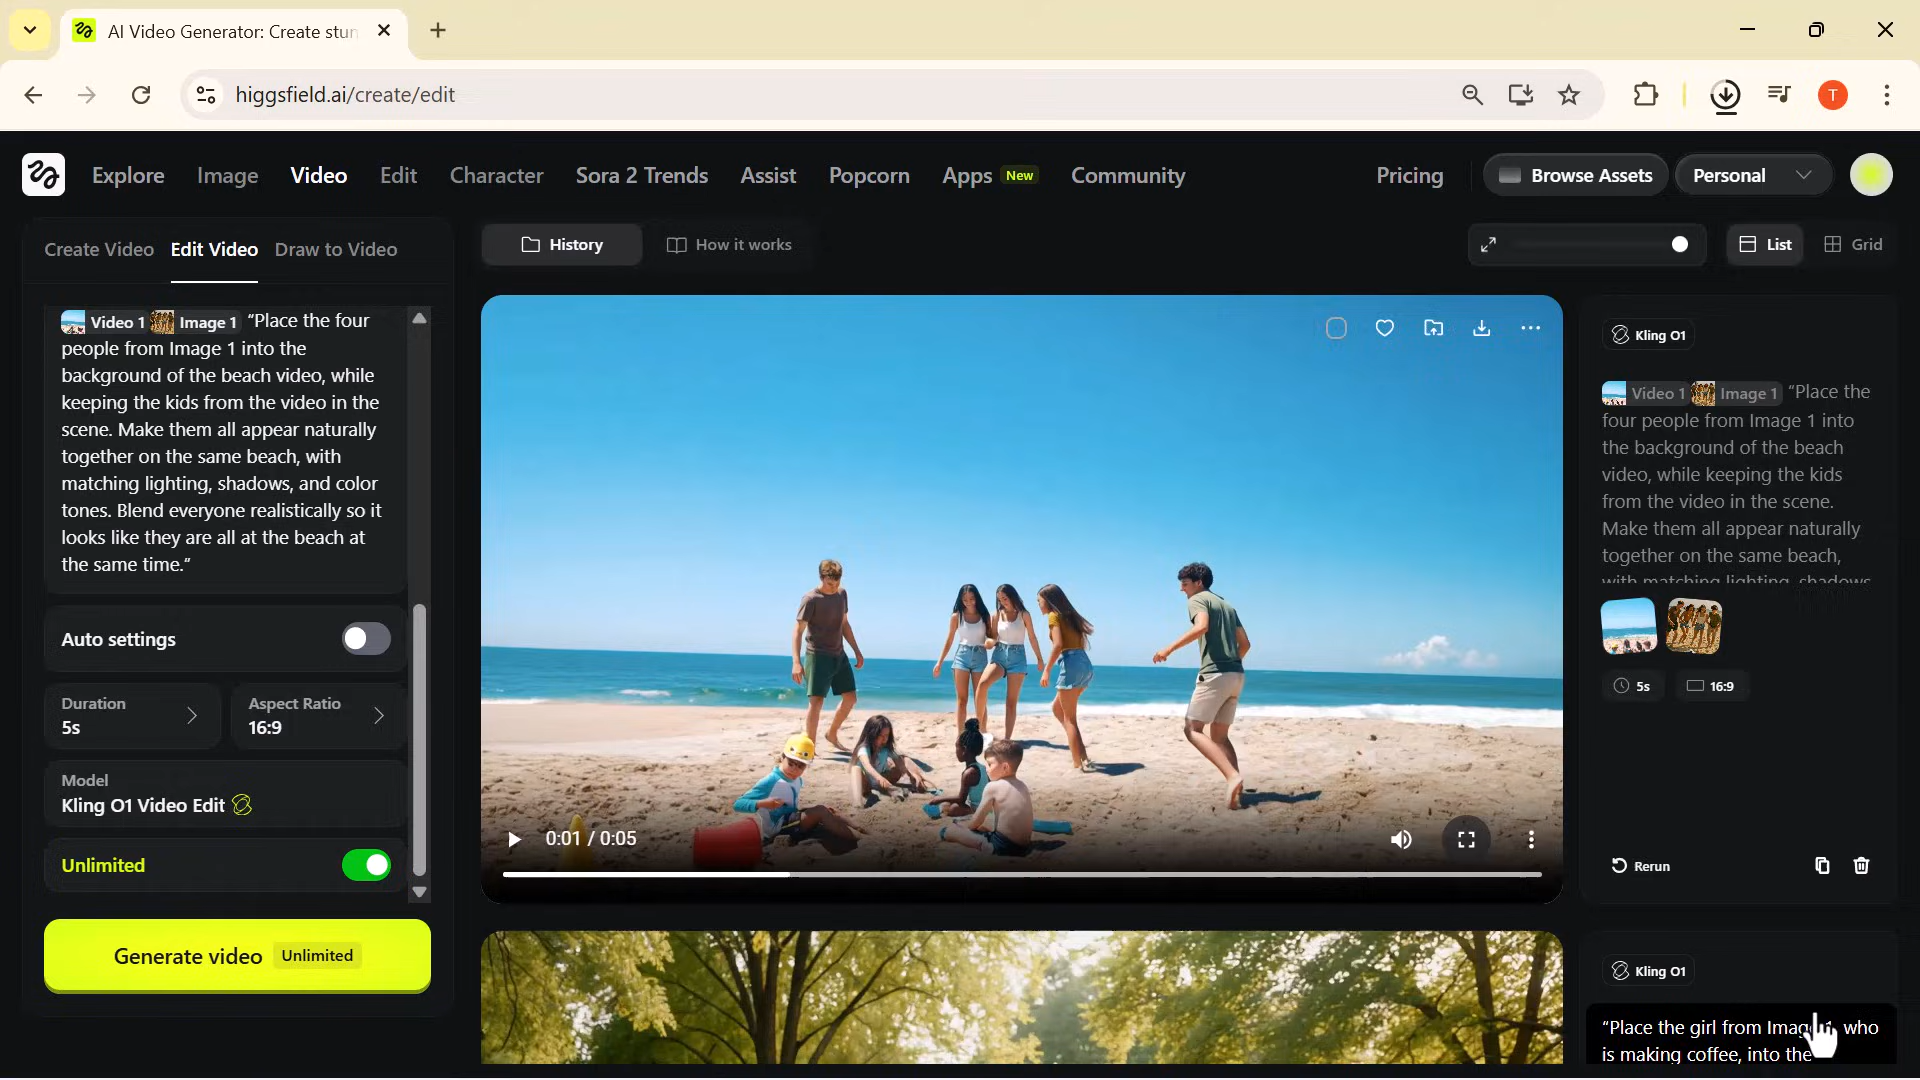 AI Video Generator: Create stun
higgsfield.ai/create/edit
T
Explore
Image
Video
Edit
Character
Sora 2 Trends
Assist
Popcorn
Apps New
Community
Pricing
Browse Assets
Personal
Create Video
Edit Video
Draw to Video
History
How it works
List
Grid
Video 1 Image 1 “Place the four
people from Image 1 into the
background of the beach video, while
keeping the kids from the video in the
scene. Make them all appear naturally
together on the same beach, with
matching lighting, shadows, and color
tones. Blend everyone realistically so it
looks like they are all at the beach at
the same time.”
Auto settings
Duration
5s
Aspect Ratio
16:9
Model
Kling O1 Video Edit
Unlimited
Generate video Unlimited
0:01 / 0:05
Kling O1
Video 1 Image 1 “Place the
four people from Image 1 into
the background of the beach
video, while keeping the kids
from the video in the scene.
Make them all appear naturally
together on the same beach,
with matching lighting, shadows
5s
16:9
Rerun
Kling O1
“Place the girl from Image 1, who
is making coffee, into the